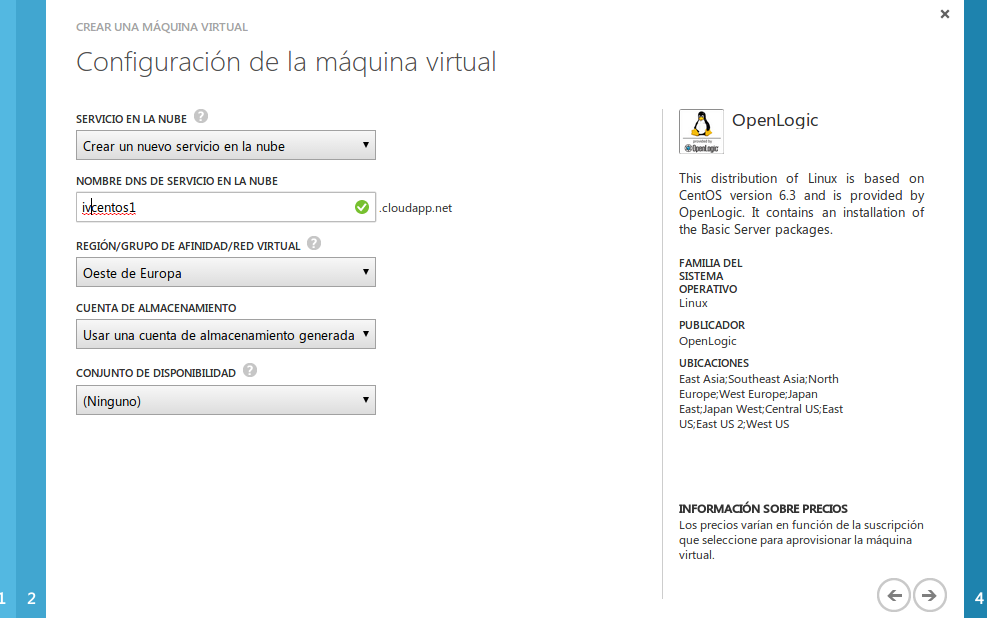 CREAR UNA MÁQUINA VIRTUAL
Configuración de la máquina virtual
SERVICIO EN LA NUBE ?
Crear un nuevo servicio en la nube
NOMBRE DNS DE SERVICIO EN LA NUBE
ivcentos1 .cloudapp.net
REGIÓN/GRUPO DE AFINIDAD/RED VIRTUAL ?
Oeste de Europa
CUENTA DE ALMACENAMIENTO
Usar una cuenta de almacenamiento generada
CONJUNTO DE DISPONIBILIDAD ?
(Ninguno)
provided by
OpenLogic
OpenLogic
This distribution of Linux is based on
CentOS version 6.3 and is provided by
OpenLogic. It contains an installation of
the Basic Server packages.
FAMILIA DEL
SISTEMA
OPERATIVO
Linux
PUBLICADOR
OpenLogic
UBICACIONES
East Asia;Southeast Asia;North
Europe;West Europe;Japan
East;Japan West;Central US;East
US;East US 2;West US
INFORMACIÓN SOBRE PRECIOS
Los precios varían en función de la suscripción
que seleccione para aprovisionar la máquina
virtual.
1 2 4